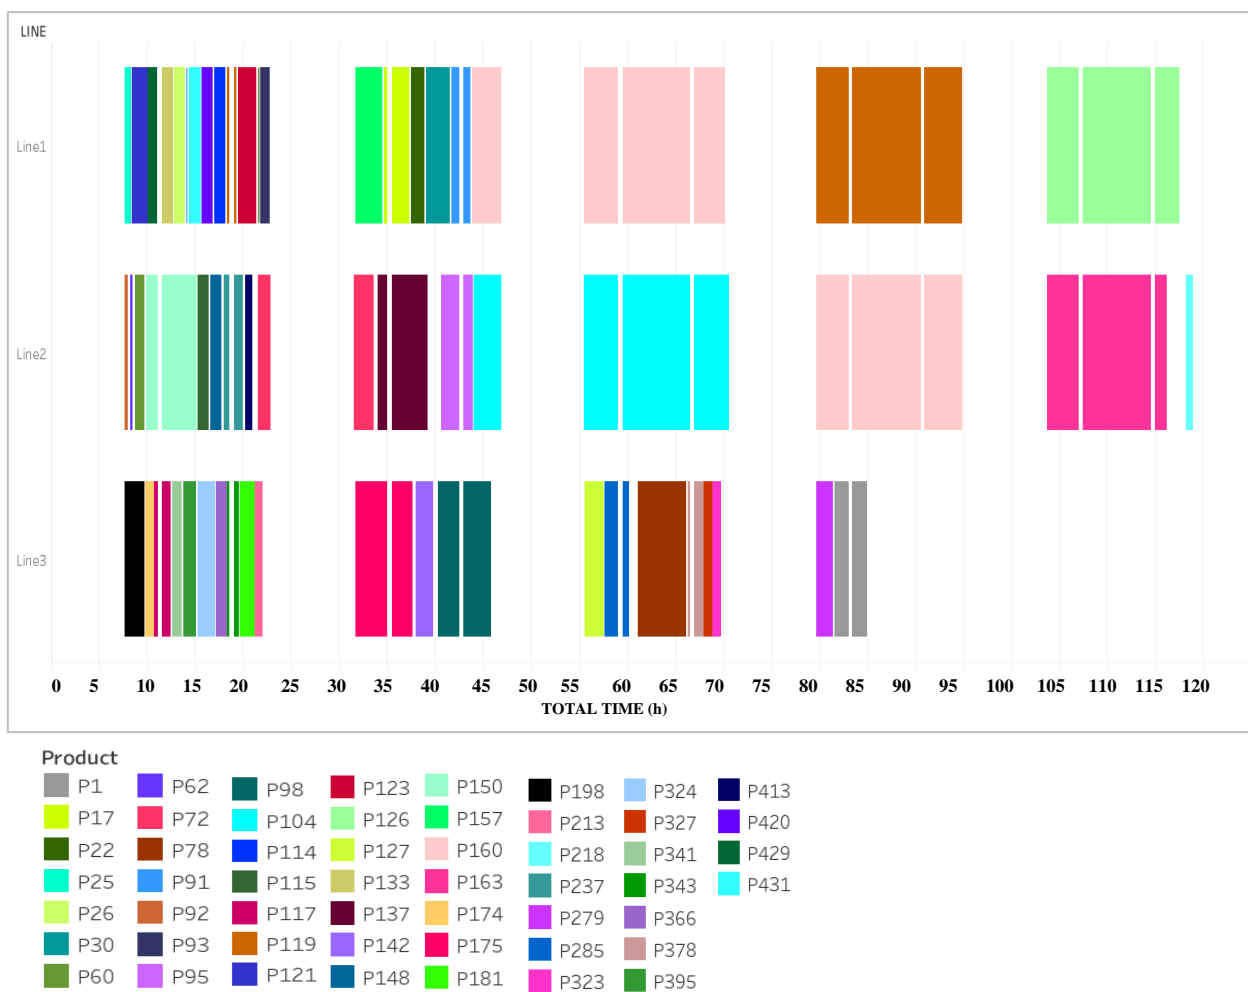 LINE
Line1
Line2
Line3
0 5 10 15 20 25 30 35 40 45 50 55 60 65 70 75 80 85 90 95 100 105 110 115 120
TOTAL TIME (h)
Product
P1 P62 P98 P123 P150 P198 P324 P413
P17 P72 P104 P126 P157 P213 P327 P420
P22 P78 P114 P127 P160 P218 P341 P429
P25 P91 P115 P133 P163 P237 P343 P431
P26 P92 P117 P137 P174 P279 P366
P30 P93 P119 P142 P175 P285 P378
P60 P95 P121 P148 P181 P323 P395